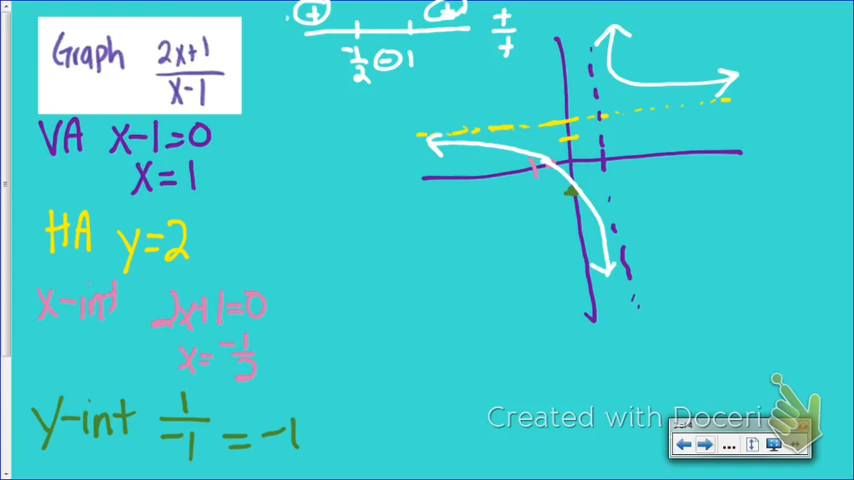 Graph 2x+1
x-1
+ + +
+
-1 - 1
2
VA x-1=0
x=1
HA y=2
x-int 2x+1=0
x=-1
2
y-int 1 = -1
-1
Created with Doceri